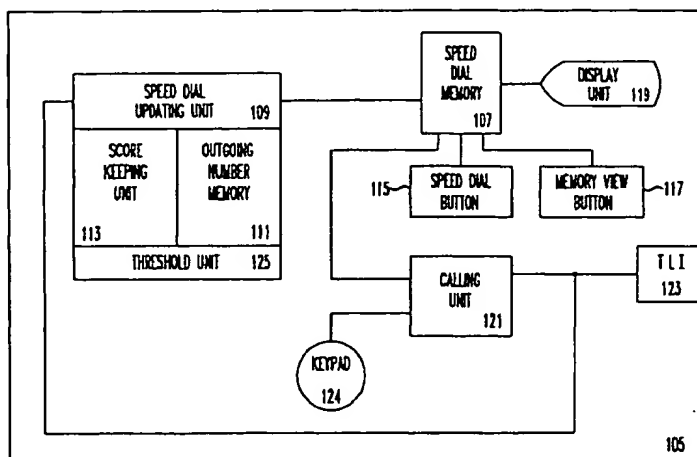 SPEED DIAL
UPDATING UNIT 109
SCORE
KEEPING
UNIT
113
OUTGOING
NUMBER
MEMORY
111
THRESHOLD UNIT 125
SPEED
DIAL
MEMORY
107
DISPLAY
UNIT 119
115
SPEED DIAL
BUTTON
MEMORY VIEW
BUTTON
117
CALLING
UNIT
121
TLI
123
KEYPAD
124
105